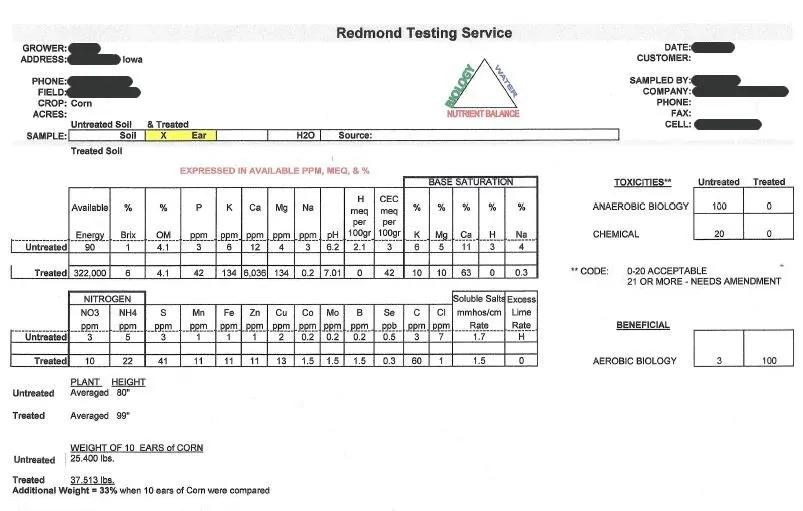 Redmond Testing Service
GROWER:
ADDRESS: Iowa
PHONE:
FIELD:
CROP: Corn
ACRES:
DATE:
CUSTOMER:
SAMPLED BY:
COMPANY:
PHONE:
FAX:
CELL:
BIOLOGY
WATER
NUTRIENT BALANCE
Untreated Soil & Treated
SAMPLE: Soil X Ear H2O Source:
Treated Soil
EXPRESSED IN AVAILABLE PPM, MEQ, & %
BASE SATURATION
H CEC
Available % % P K Ca Mg Na meq meq % % % % %
per per
Energy Brix OM ppm ppm ppm ppm ppm pH 100gr 100gr K Mg Ca H Na
Untreated 90 1 4.1 3 6 12 4 3 6.2 2.1 3 6 5 11 3 4
Treated 322,000 6 4.1 42 134 6,036 134 0.2 7.01 0 42 10 10 63 0 0.3
TOXICITIES** Untreated Treated
ANAEROBIC BIOLOGY 100 0
CHEMICAL 20 0
** CODE: 0-20 ACCEPTABLE
21 OR MORE - NEEDS AMENDMENT
NITROGEN Soluble Salts Excess
NO3 NH4 S Mn Fe Zn Cu Co Mo B Se C Cl mmhos/cm Lime
ppm ppm ppm ppm ppm ppm ppm ppm ppm ppm ppb ppm ppm Rate Rate
Untreated 3 5 3 1 1 1 2 0.2 0.2 0.2 0.5 3 7 1.7 H
Treated 10 22 41 11 11 11 13 1.5 1.5 1.5 0.3 60 1 1.5 0
BENEFICIAL
AEROBIC BIOLOGY 3 100
PLANT HEIGHT
Untreated Averaged 80"
Treated Averaged 99"
WEIGHT OF 10 EARS of CORN
Untreated 25.400 lbs.
Treated 37.513 lbs.
Additional Weight = 33% when 10 ears of Corn were compared